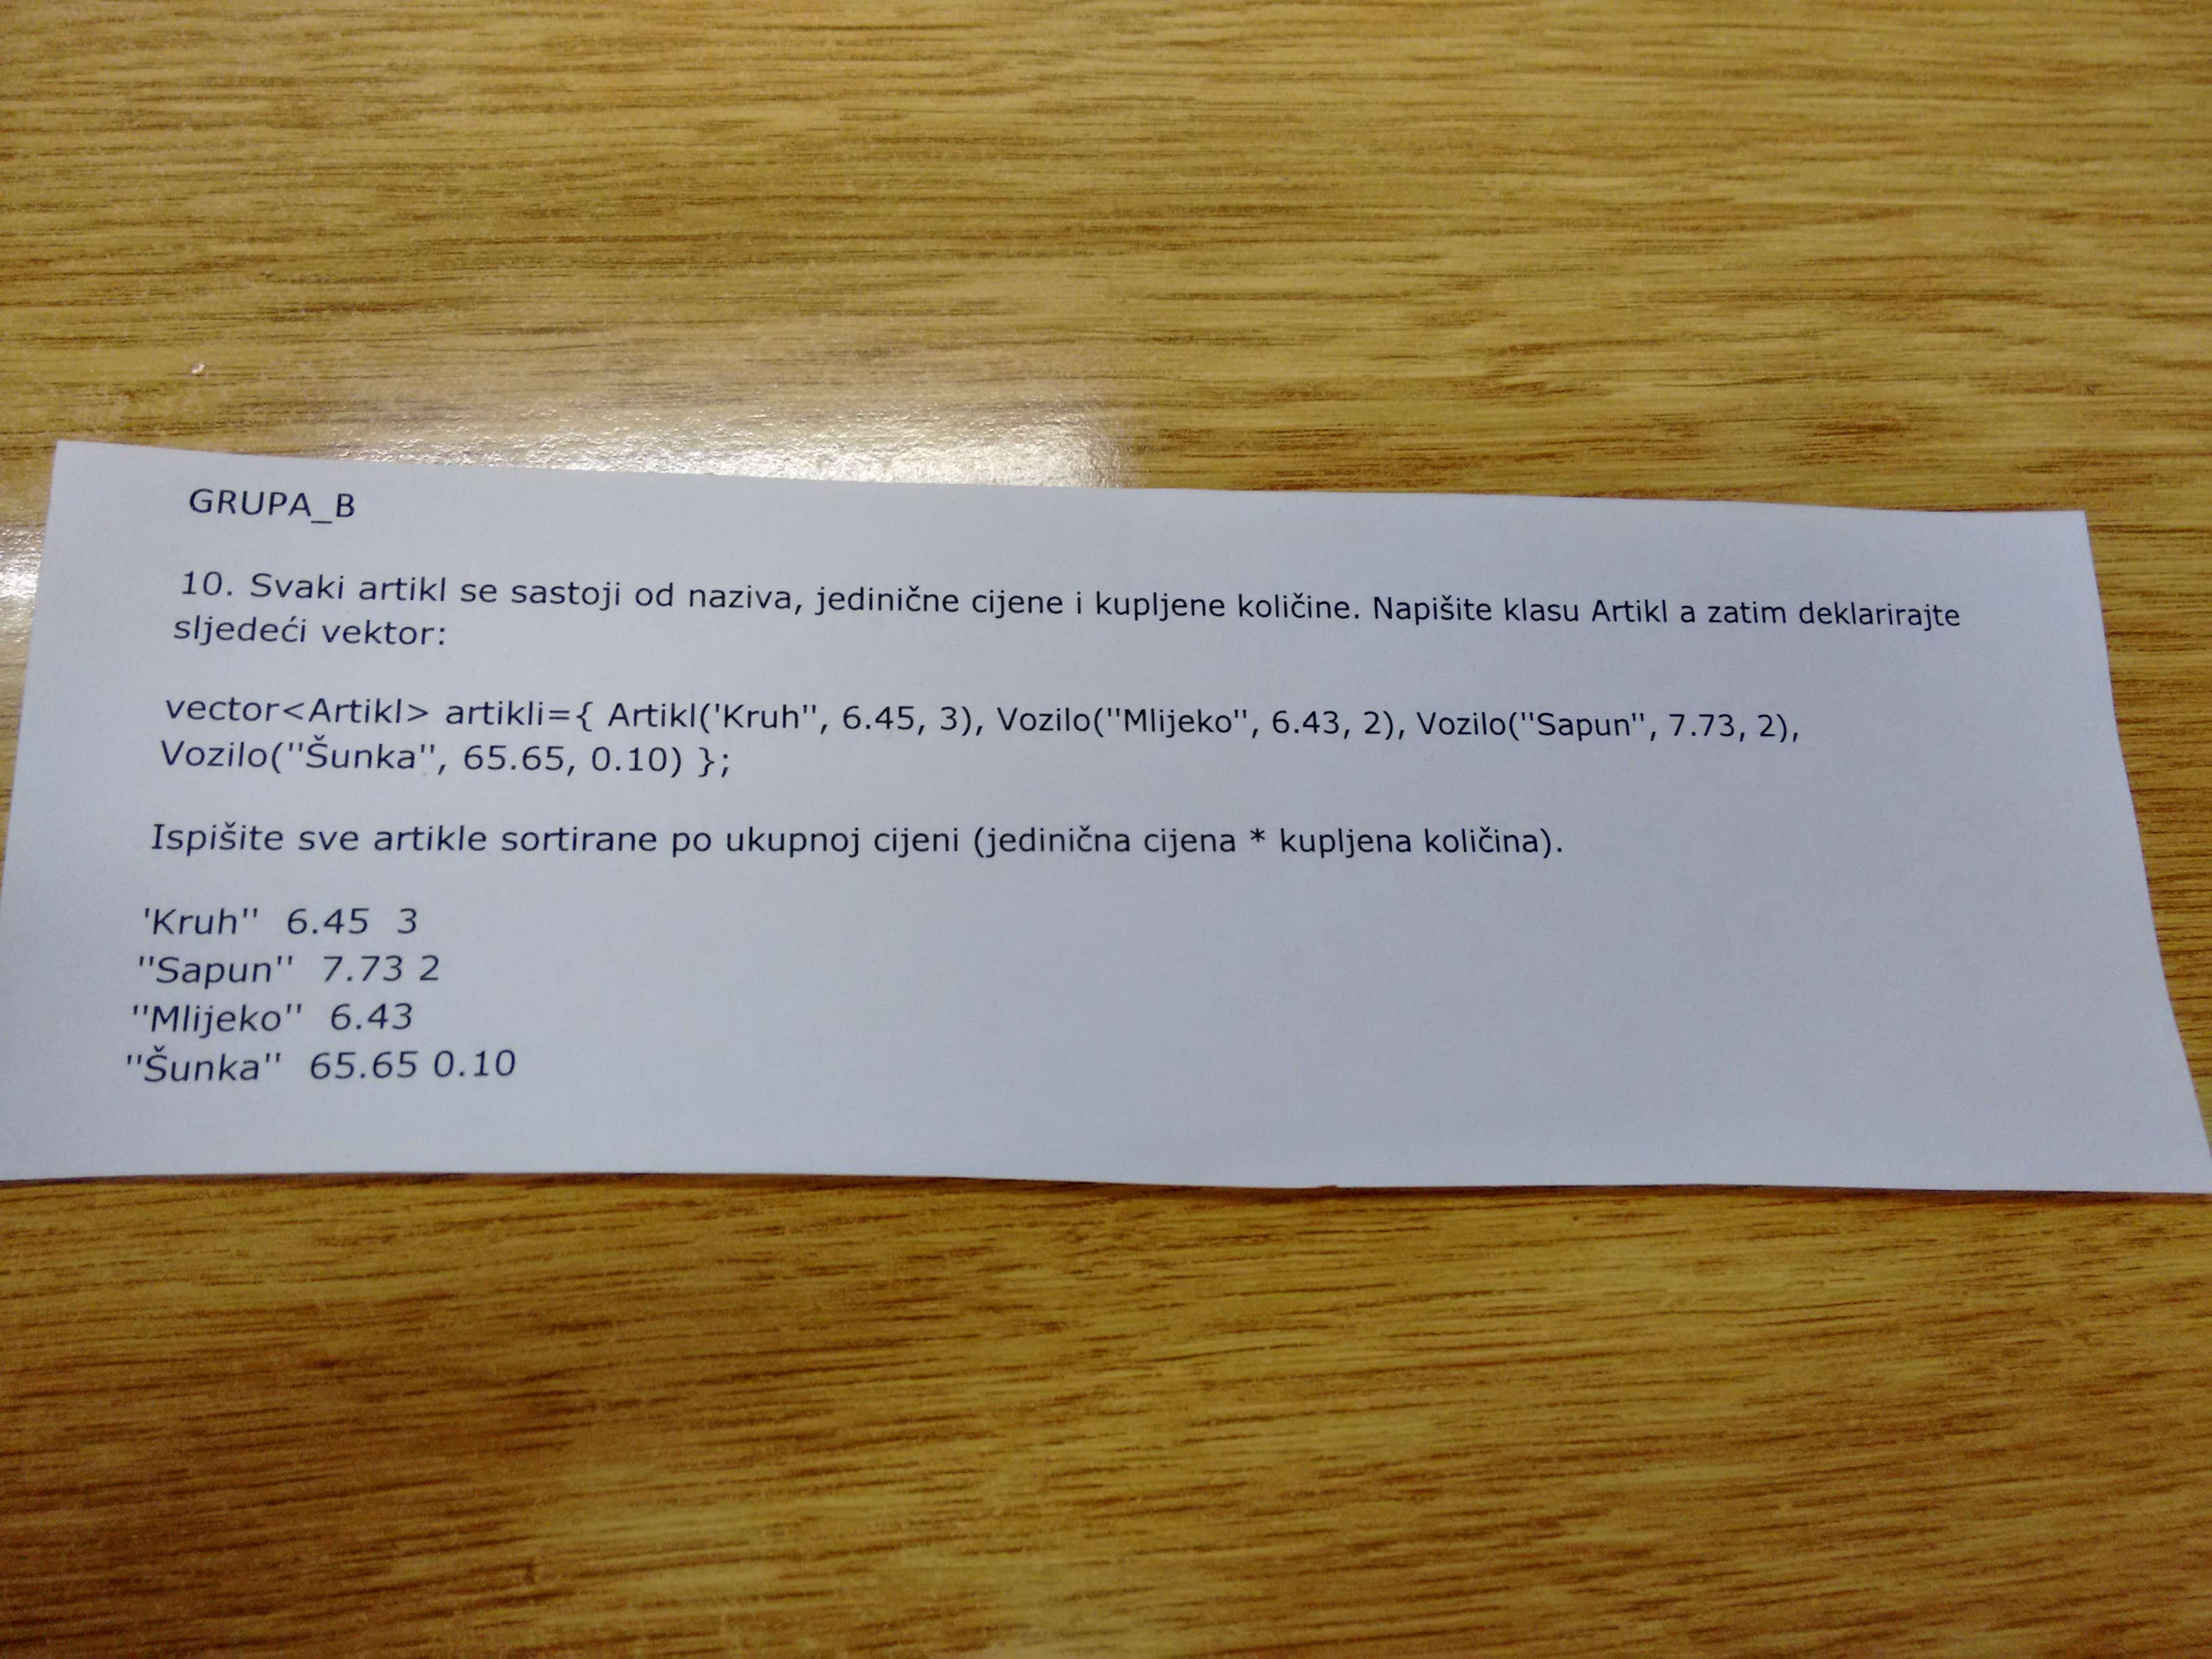 GRUPA_B
10. Svaki artikl se sastoji od naziva, jedinične cijene i kupljene količine. Napišite klasu Artikl a zatim deklarirajte
sljedeći vektor:
vector<Artikl> artikli={ Artikl('Kruh", 6.45, 3), Vozilo("Mlijeko", 6.43, 2), Vozilo("Sapun", 7.73, 2),
Vozilo("Šunka", 65.65, 0.10) };
Ispišite sve artikle sortirane po ukupnoj cijeni (jedinična cijena * kupljena količina).
'Kruh" 6.45 3
"Sapun" 7.73 2
"Mlijeko" 6.43
"Šunka" 65.65 0.10